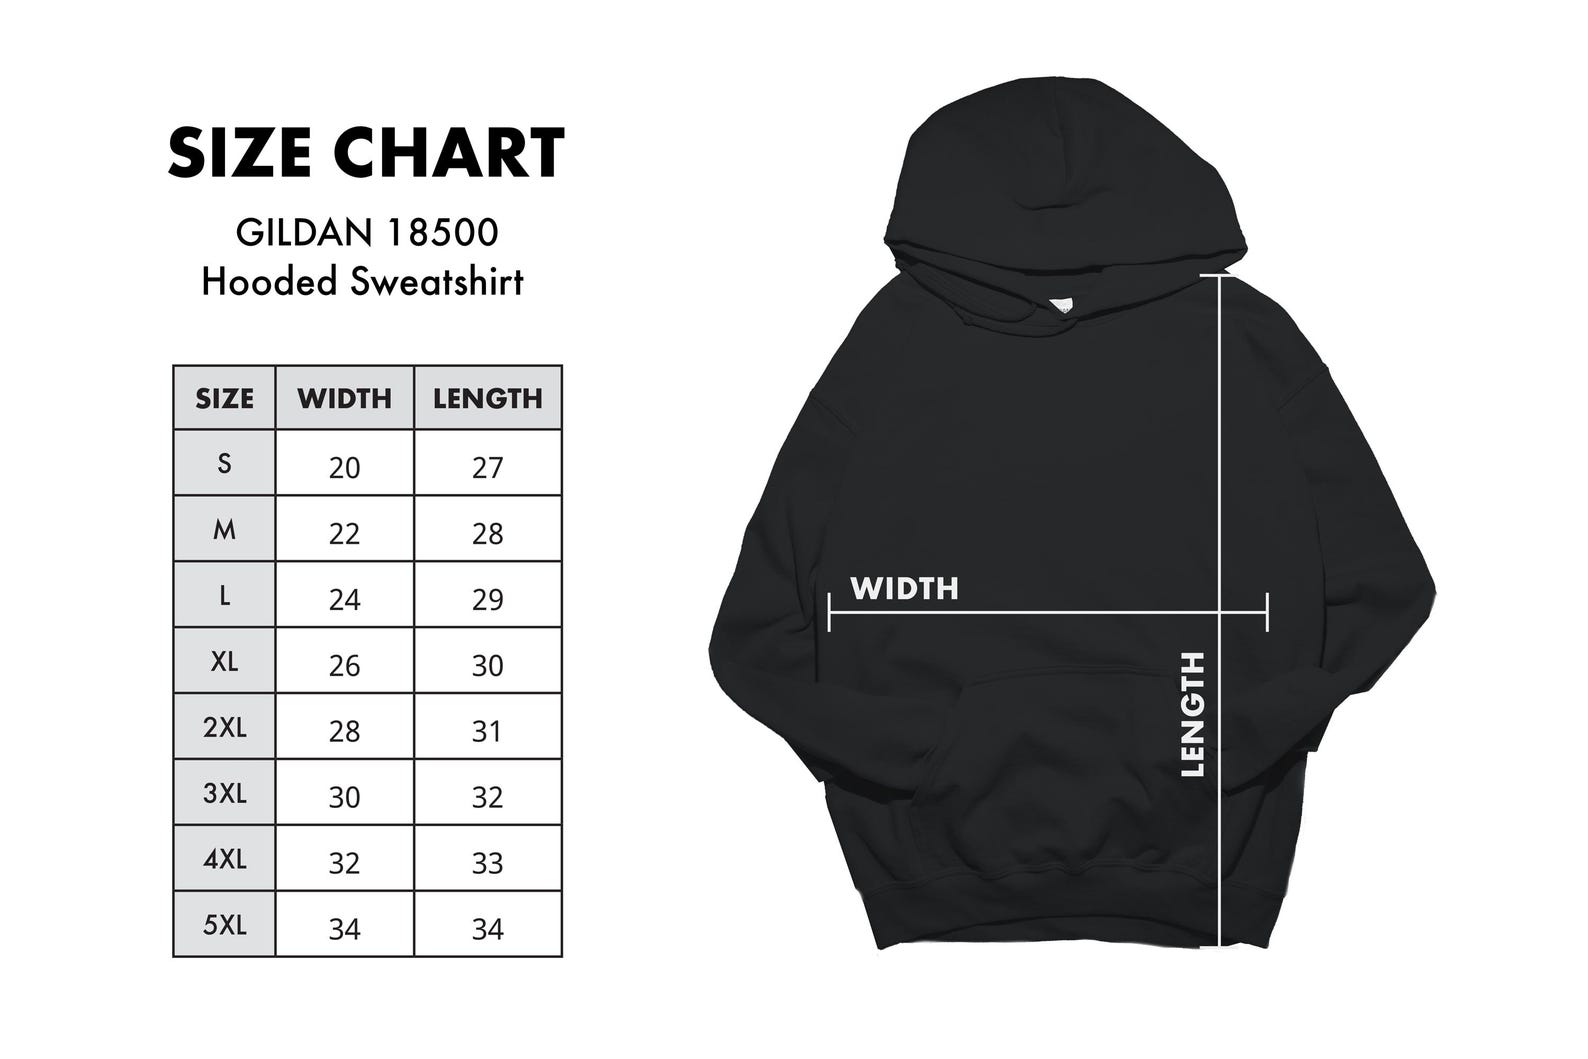 SIZE CHART
GILDAN 18500
Hooded Sweatshirt
SIZE WIDTH LENGTH
S 20 27
M 22 28
L 24 29
XL 26 30
2XL 28 31
3XL 30 32
4XL 32 33
5XL 34 34
WIDTH
LENGTH